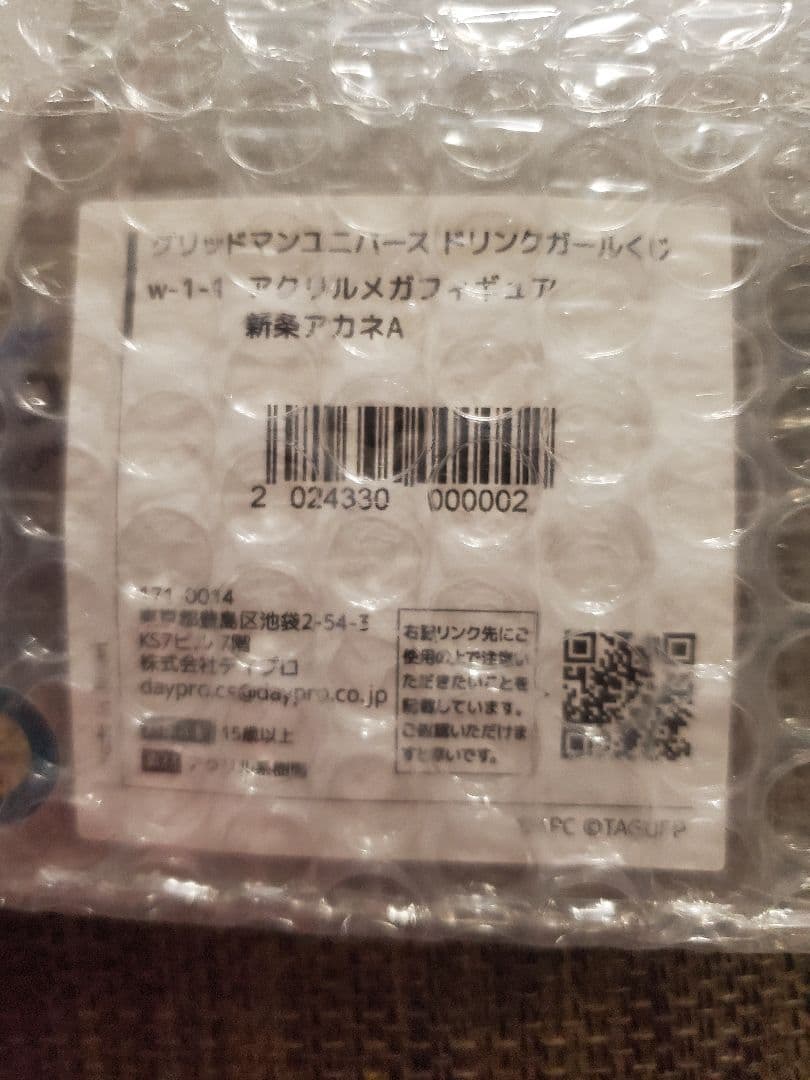 グリッドマンユニバース ドリンクガールくじ
w-1-1 アクリルメガフィギュア
新条アカネA
2 024330 000002
171-0014
東京都豊島区池袋2-54-3
KS7ビル 7階
株式会社デイプロ
daypro.cs@daypro.co.jp
15歳以上
アクリル系樹脂
右記リンク先にご
使用の上で注意い
ただきたいことを
記載しています。
ご確認いただけま
すと幸いです。
©TAGUFP